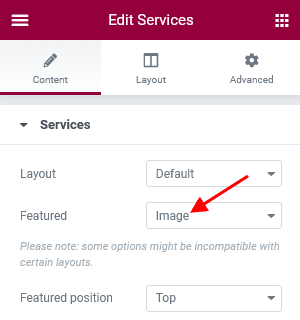 Edit Services
Content Layout Advanced
Services
Layout Default
Featured Image
Please note: some options might be incompatible with
certain layouts.
Featured position Top